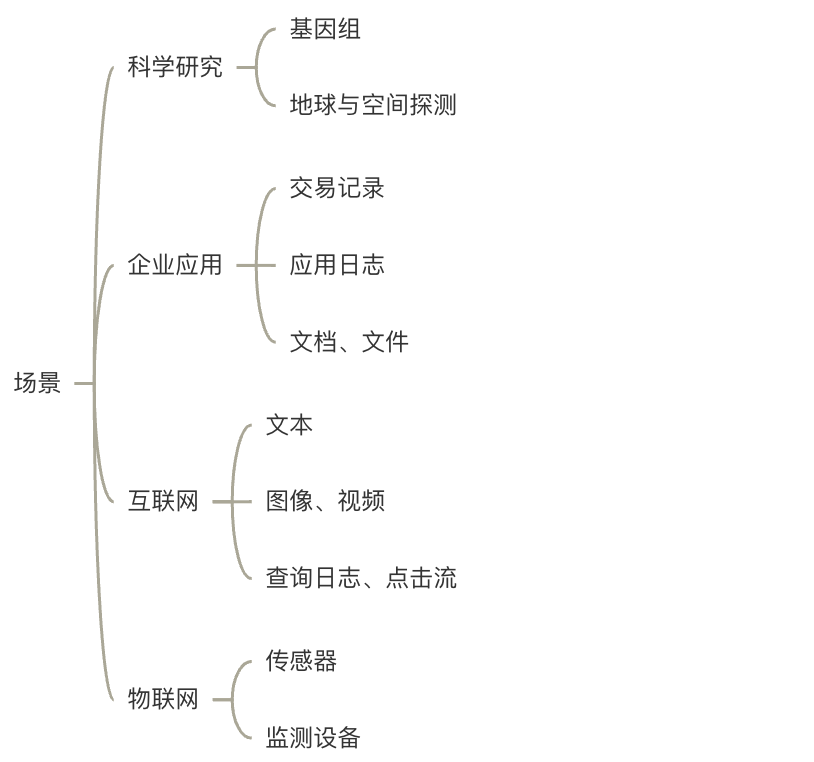 场景
科学研究
基因组
地球与空间探测
企业应用
交易记录
应用日志
文档、文件
互联网
文本
图像、视频
查询日志、点击流
物联网
传感器
监测设备